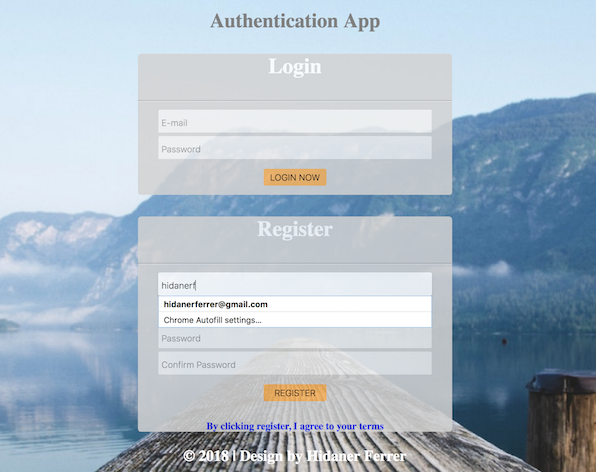 Authentication App
Login
E-mail
Password
LOGIN NOW
Register
hidanerf
hidanerferrer@gmail.com
Chrome Autofill settings...
Password
Confirm Password
REGISTER
By clicking register, I agree to your terms
© 2018 | Design by Hidaner Ferrer